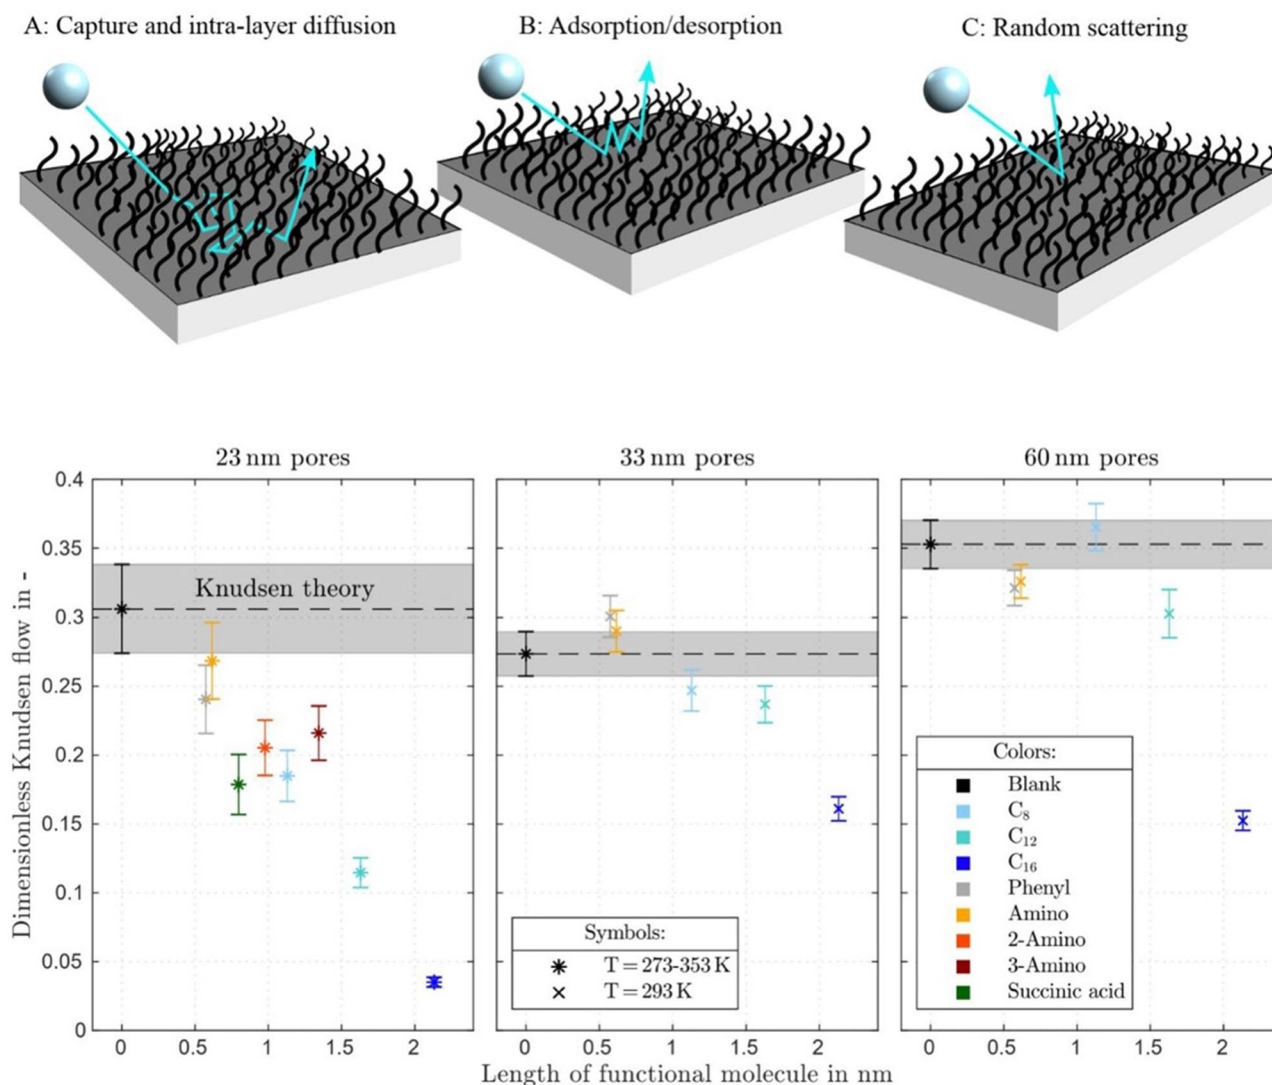 A: Capture and intra-layer diffusion
B: Adsorption/desorption
C: Random scattering
23 nm pores
33 nm pores
60 nm pores
Dimensionless Knudsen flow in -
0.4
0.35
0.3
0.25
0.2
0.15
0.1
0.05
0
Knudsen theory
Symbols:
T = 273-353 K
T = 293 K
Colors:
Blank
C₈
C₁₂
C₁₆
Phenyl
Amino
2-Amino
3-Amino
Succinic acid
0 0.5 1 1.5 2
0 0.5 1 1.5 2
0 0.5 1 1.5 2
Length of functional molecule in nm